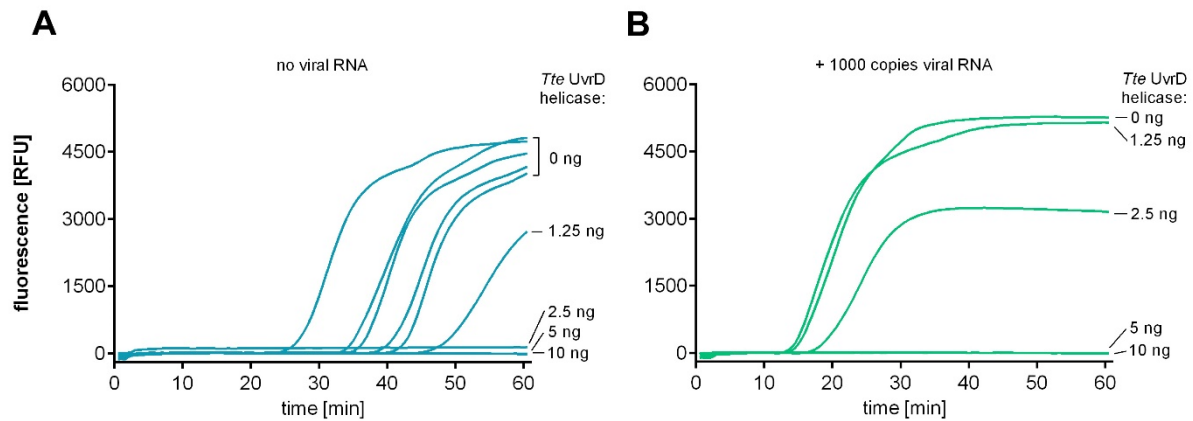 A
no viral RNA
Tte UvrD
helicase:
fluorescence [RFU]
6000
4500
3000
1500
0
0 ng
1.25 ng
2.5 ng
5 ng
10 ng
0 10 20 30 40 50 60
time [min]
B
+ 1000 copies viral RNA
Tte UvrD
helicase:
6000
4500
3000
1500
0
0 ng
1.25 ng
2.5 ng
5 ng
10 ng
0 10 20 30 40 50 60
time [min]